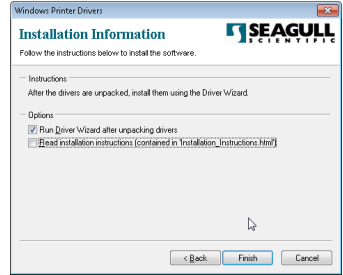 Windows Printer Drivers
Installation Information
SEAGULL
SCIENTIFIC
Follow the instructions below to install the software.
Instructions
After the drivers are unpacked, install them using the Driver Wizard.
Options
Run Driver Wizard after unpacking drivers
Read installation instructions (contained in 'Installation_Instructions.html')
< Back
Finish
Cancel